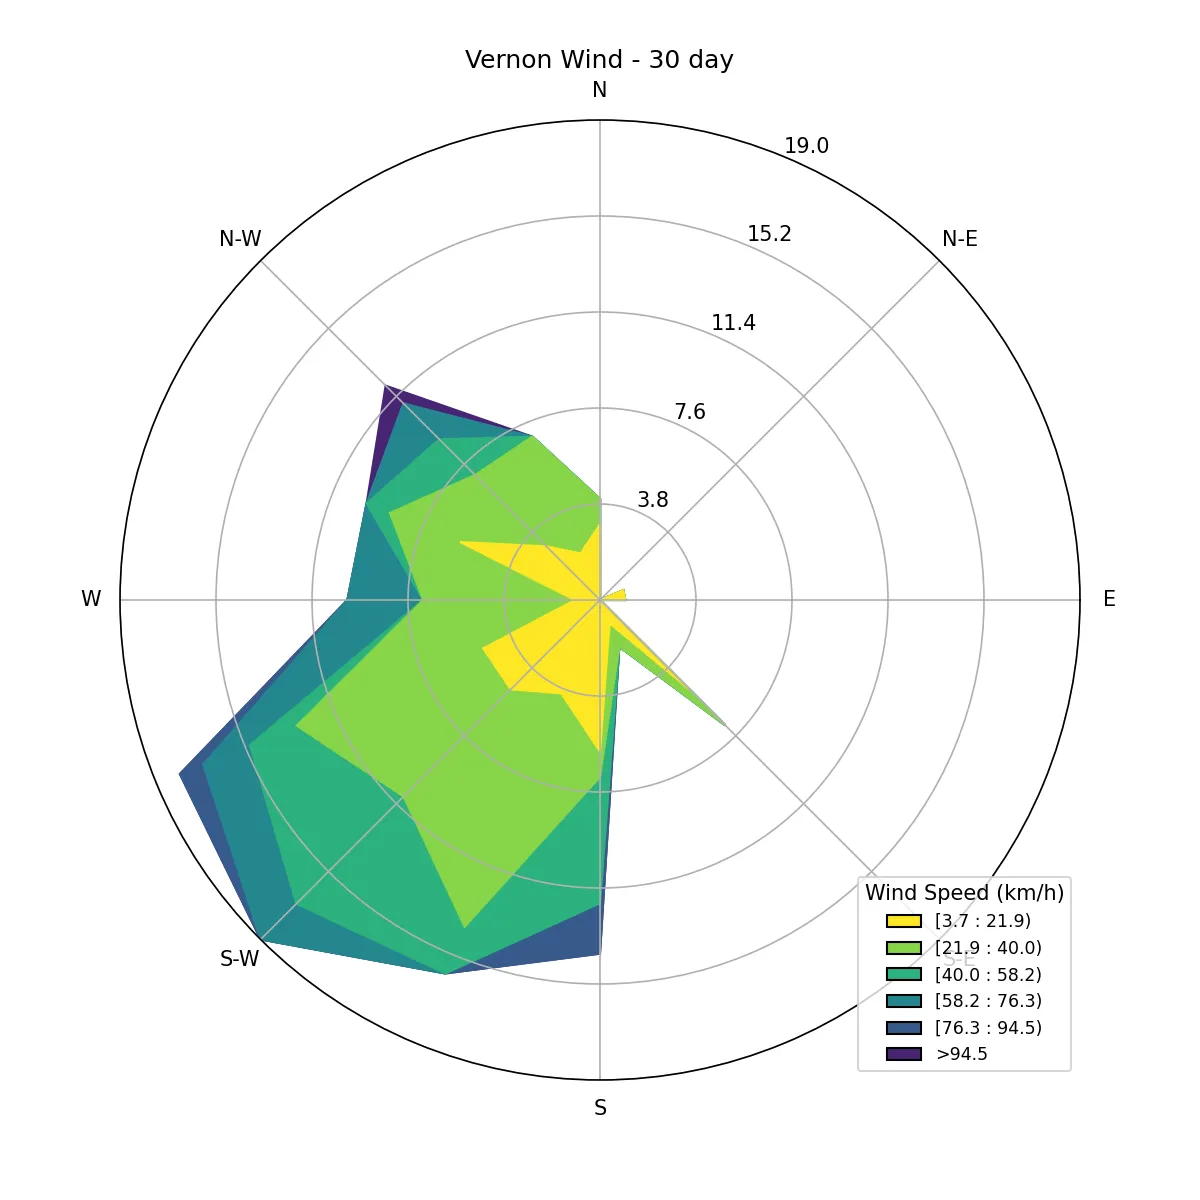 Vernon Wind - 30 day
N
19.0
15.2
N-W
N-E
11.4
7.6
3.8
W
E
Wind Speed (km/h)
[3.7 : 21.9)
[21.9 : 40.0)
S-W
S-E
[40.0 : 58.2)
[58.2 : 76.3)
[76.3 : 94.5)
>94.5
S